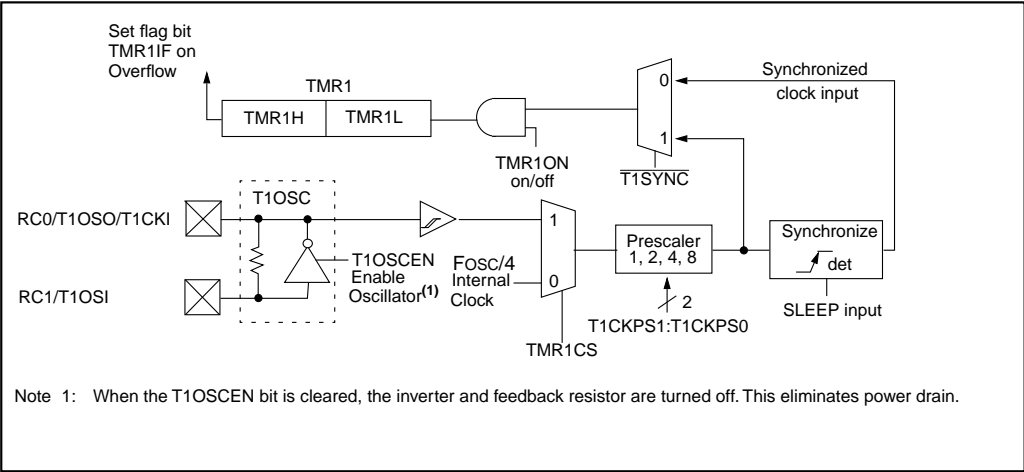 Set flag bit
TMR1IF on
Overflow
TMR1
TMR1H
TMR1L
TMR1ON
on/off
0
1
T1SYNC
Synchronized
clock input
RC0/T1OSO/T1CKI
RC1/T1OSI
T1OSC
T1OSCEN
Enable
Oscillator(1)
FOSC/4
Internal
Clock
1
0
TMR1CS
Prescaler
1, 2, 4, 8
2
T1CKPS1:T1CKPS0
Synchronize
det
SLEEP input
Note 1: When the T1OSCEN bit is cleared, the inverter and feedback resistor are turned off. This eliminates power drain.